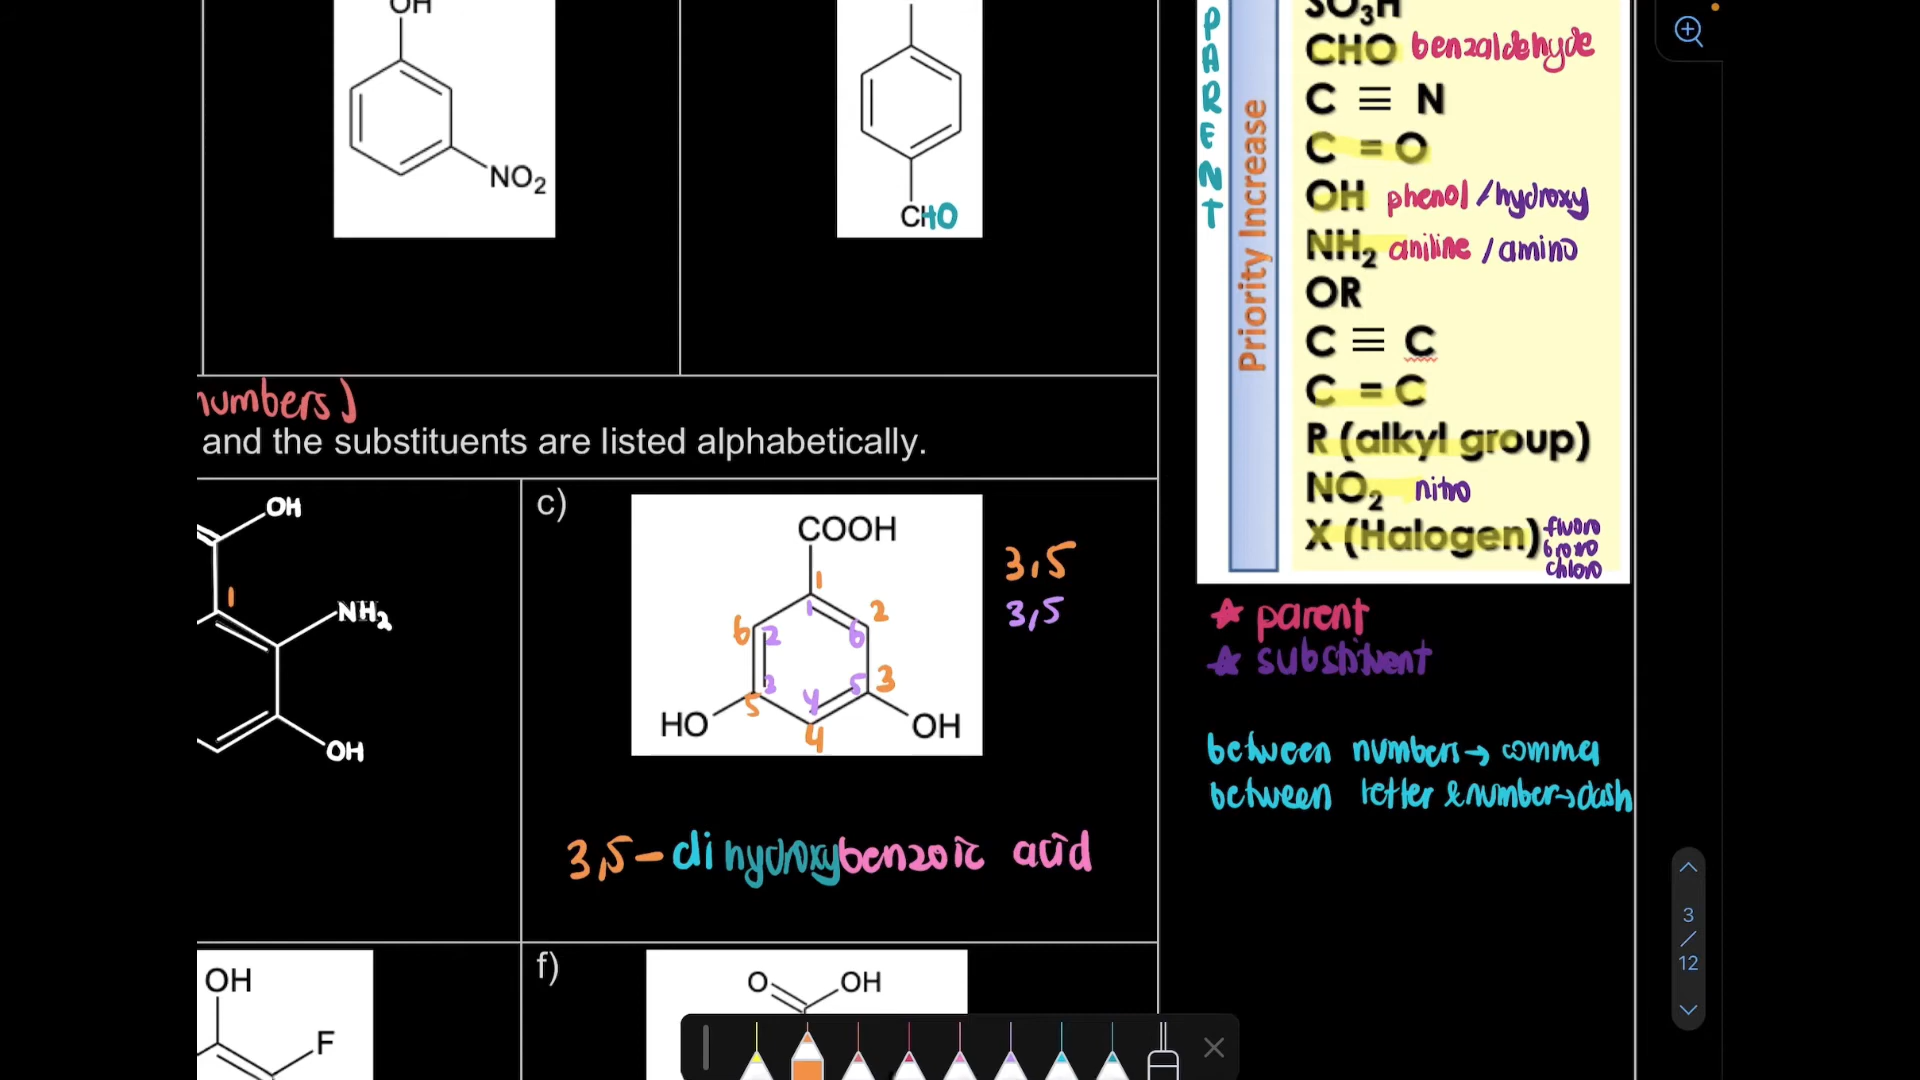 OH
NO2
CHO
numbers)
and the substituents are listed alphabetically.
OH
1
NH2
OH
c)
COOH
1
1
2
6
2
6
3
5
3
5
4
4
HO
OH
3,5
3,5
3,5-dihydroxybenzoic acid
OH
F
f)
O
OH
PARENT
Priority Increase
SO3H
CHO benzaldehyde
C ≡ N
C = O
OH phenol / hydroxy
NH2 aniline / amino
OR
C ≡ C
C = C
R (alkyl group)
NO2 nitro
X (Halogen) fluoro
bromo
chloro
★ parent
★ substituent
between numbers → comma
between letter & number → dash
3
/
12